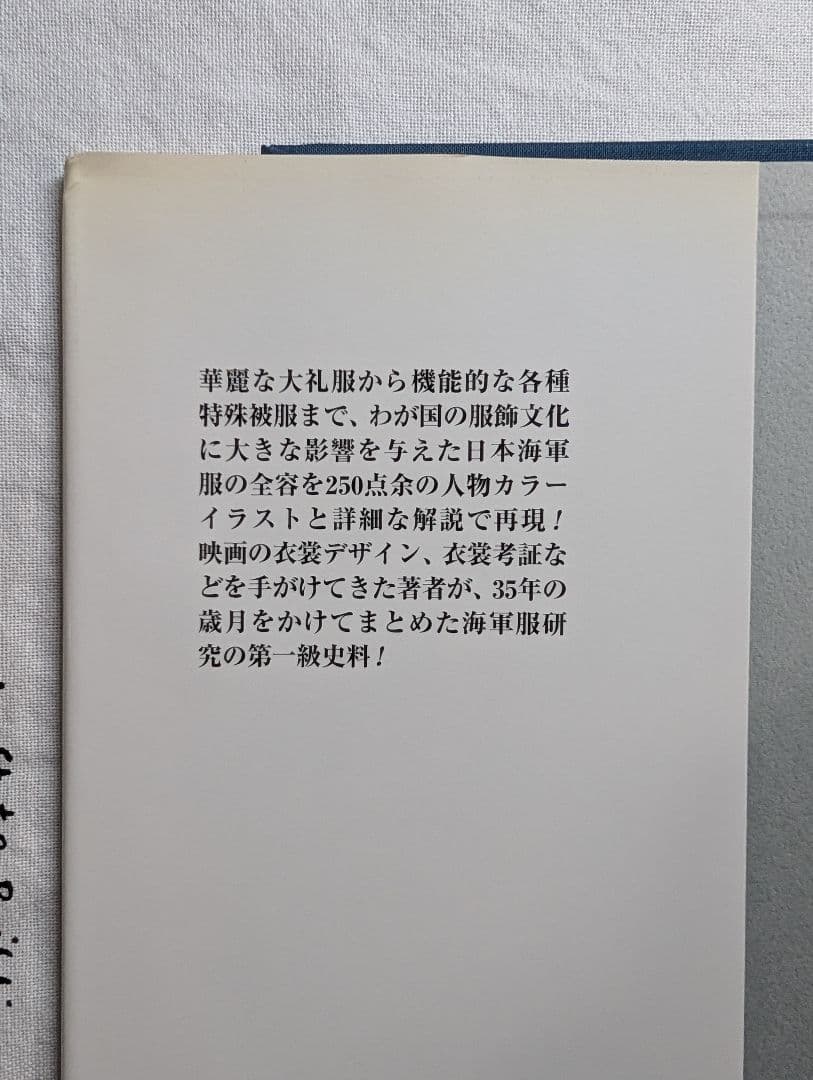 華麗な大礼服から機能的な各種
特殊被服まで、わが国の服飾文化
に大きな影響を与えた日本海軍
服の全容を250点余の人物カラー
イラストと詳細な解説で再現！
映画の衣裳デザイン、衣裳考証な
どを手がけてきた著者が、35年の
歳月をかけてまとめた海軍服研
究の第一級史料！